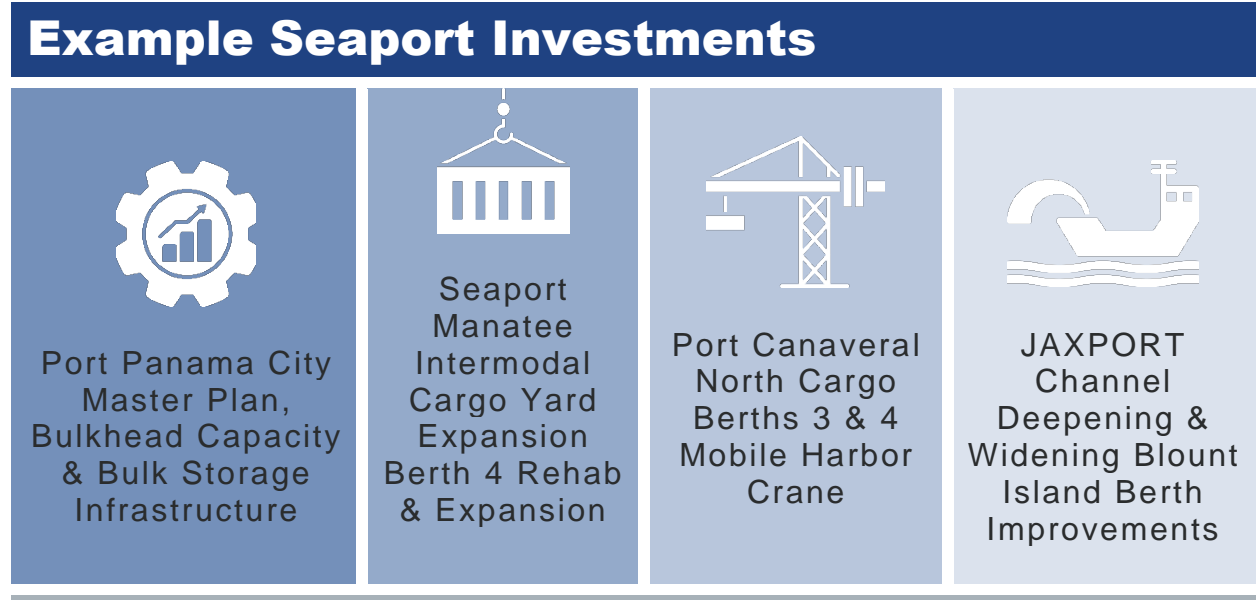 Example Seaport Investments
Port Panama City
Master Plan,
Bulkhead Capacity
& Bulk Storage
Infrastructure
Seaport
Manatee
Intermodal
Cargo Yard
Expansion
Berth 4 Rehab
& Expansion
Port Canaveral
North Cargo
Berths 3 & 4
Mobile Harbor
Crane
JAXPORT
Channel
Deepening &
Widening Blount
Island Berth
Improvements